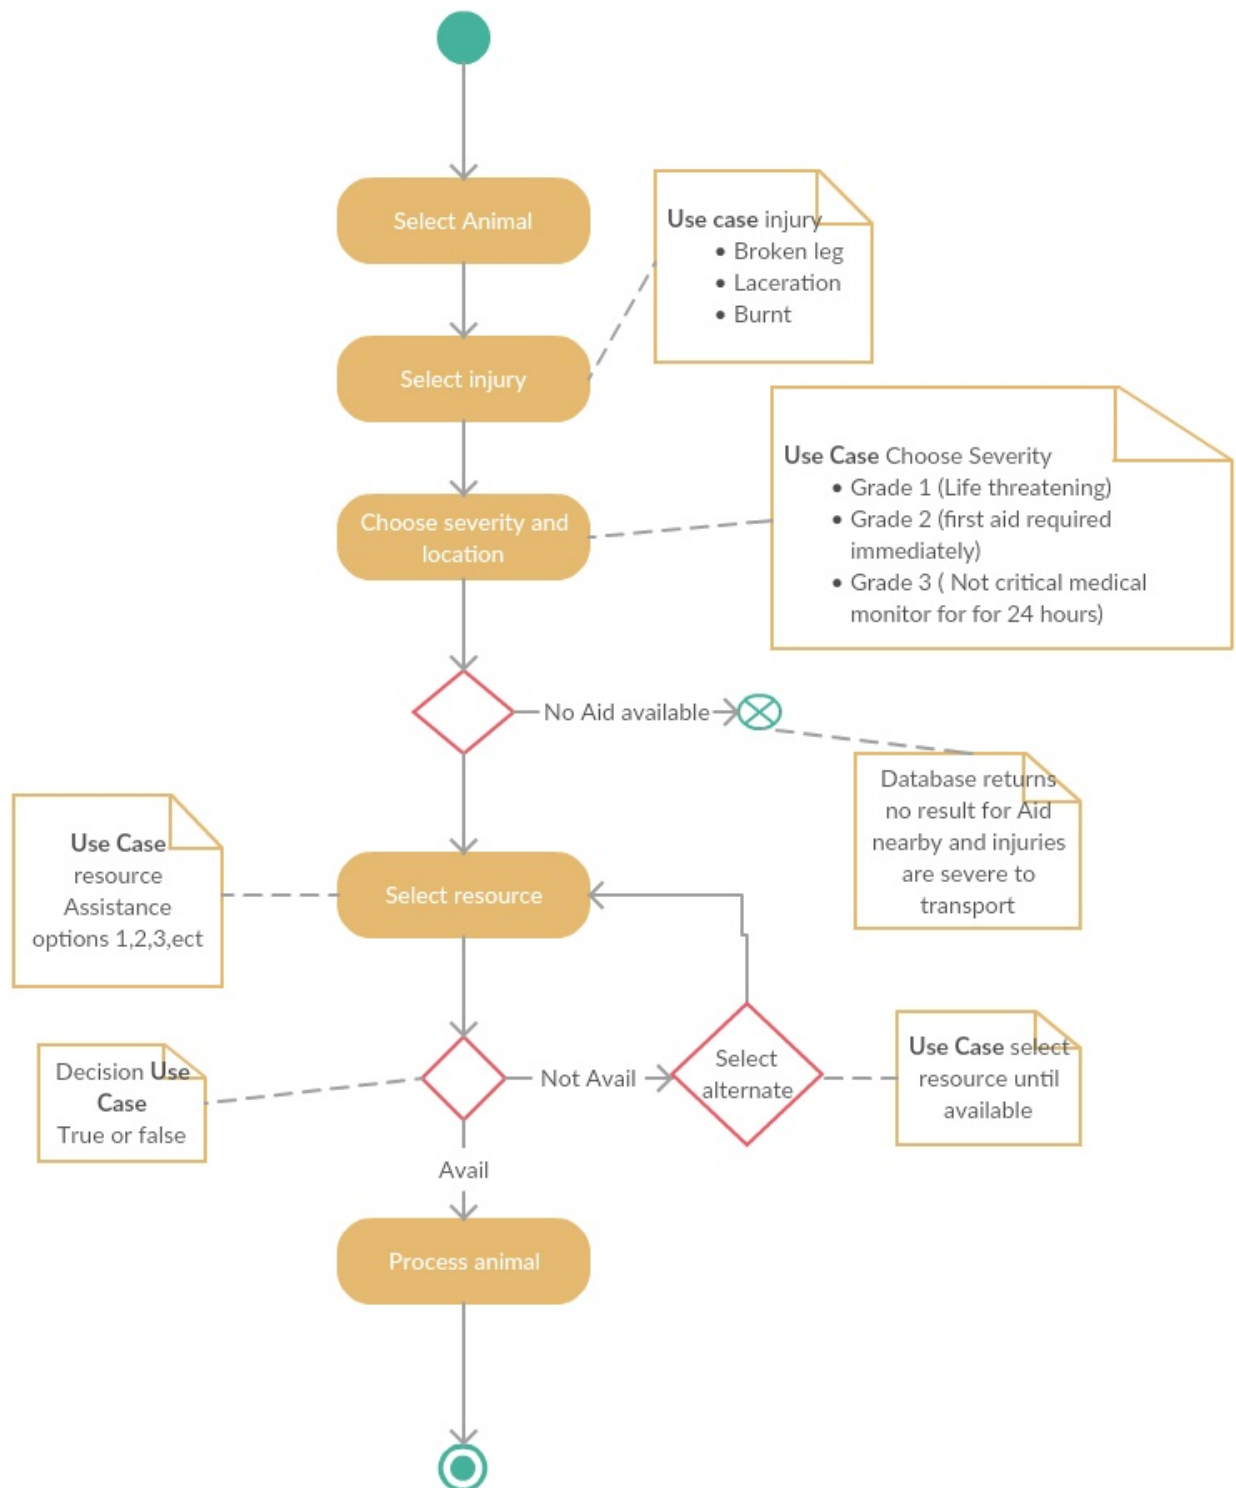 Select Animal
Use case injury
• Broken leg
• Laceration
• Burnt
Select injury
Use Case Choose Severity
• Grade 1 (Life threatening)
• Grade 2 (first aid required
immediately)
• Grade 3 ( Not critical medical
monitor for for 24 hours)
Choose severity and
location
No Aid available
Database returns
no result for Aid
nearby and injuries
are severe to
transport
Use Case
resource
Assistance
options 1,2,3,ect
Select resource
Decision Use
Case
True or false
Not Avail
Select
alternate
Use Case select
resource until
available
Avail
Process animal